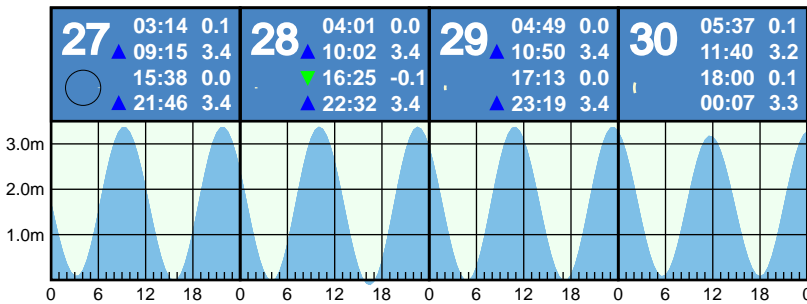 27 03:14 0.1
▲ 09:15 3.4
15:38 0.0
▲ 21:46 3.4
28 04:01 0.0
▲ 10:02 3.4
▼ 16:25 -0.1
▲ 22:32 3.4
29 04:49 0.0
▲ 10:50 3.4
17:13 0.0
▲ 23:19 3.4
30 05:37 0.1
11:40 3.2
18:00 0.1
00:07 3.3
3.0m
2.0m
1.0m
0 6 12 18 0 6 12 18 0 6 12 18 0 6 12 18 0